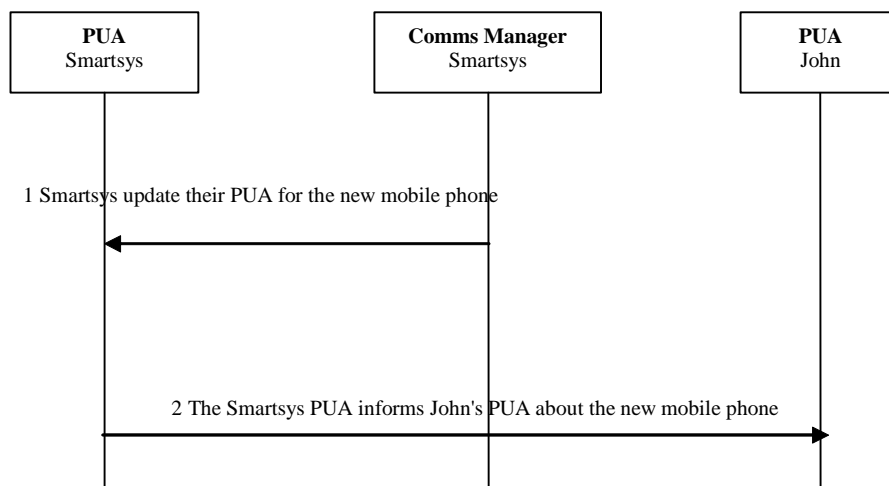 PUA
Smartsys
Comms Manager
Smartsys
PUA
John
1 Smartsys update their PUA for the new mobile phone
2 The Smartsys PUA informs John's PUA about the new mobile phone